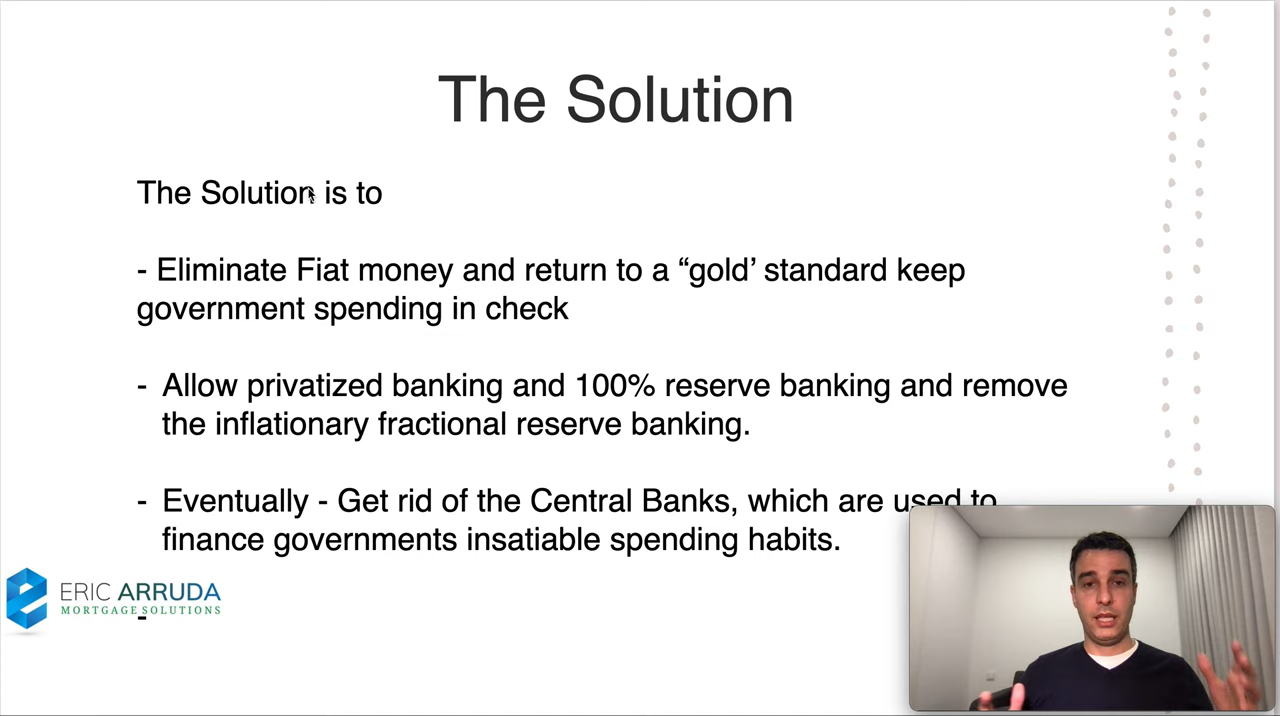 The Solution
The Solution is to
- Eliminate Fiat money and return to a “gold’ standard keep
government spending in check
- Allow privatized banking and 100% reserve banking and remove
the inflationary fractional reserve banking.
- Eventually - Get rid of the Central Banks, which are used to
finance governments insatiable spending habits.
ERIC ARRUDA
MORTGAGE SOLUTIONS
-